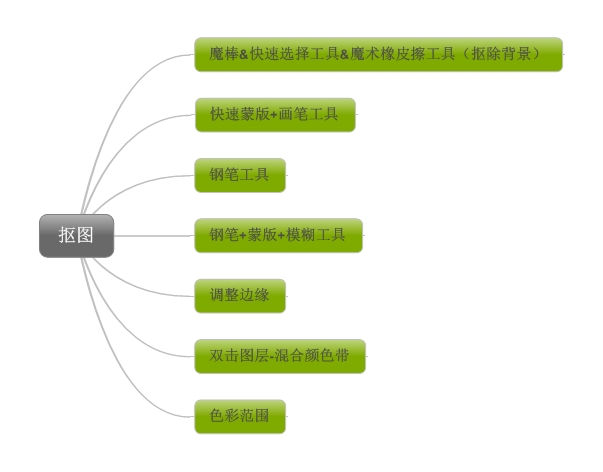 魔棒&快速选择工具&魔术橡皮擦工具（抠除背景）
快速蒙版+画笔工具
钢笔工具
抠图
钢笔+蒙版+模糊工具
调整边缘
双击图层-混合颜色带
色彩范围